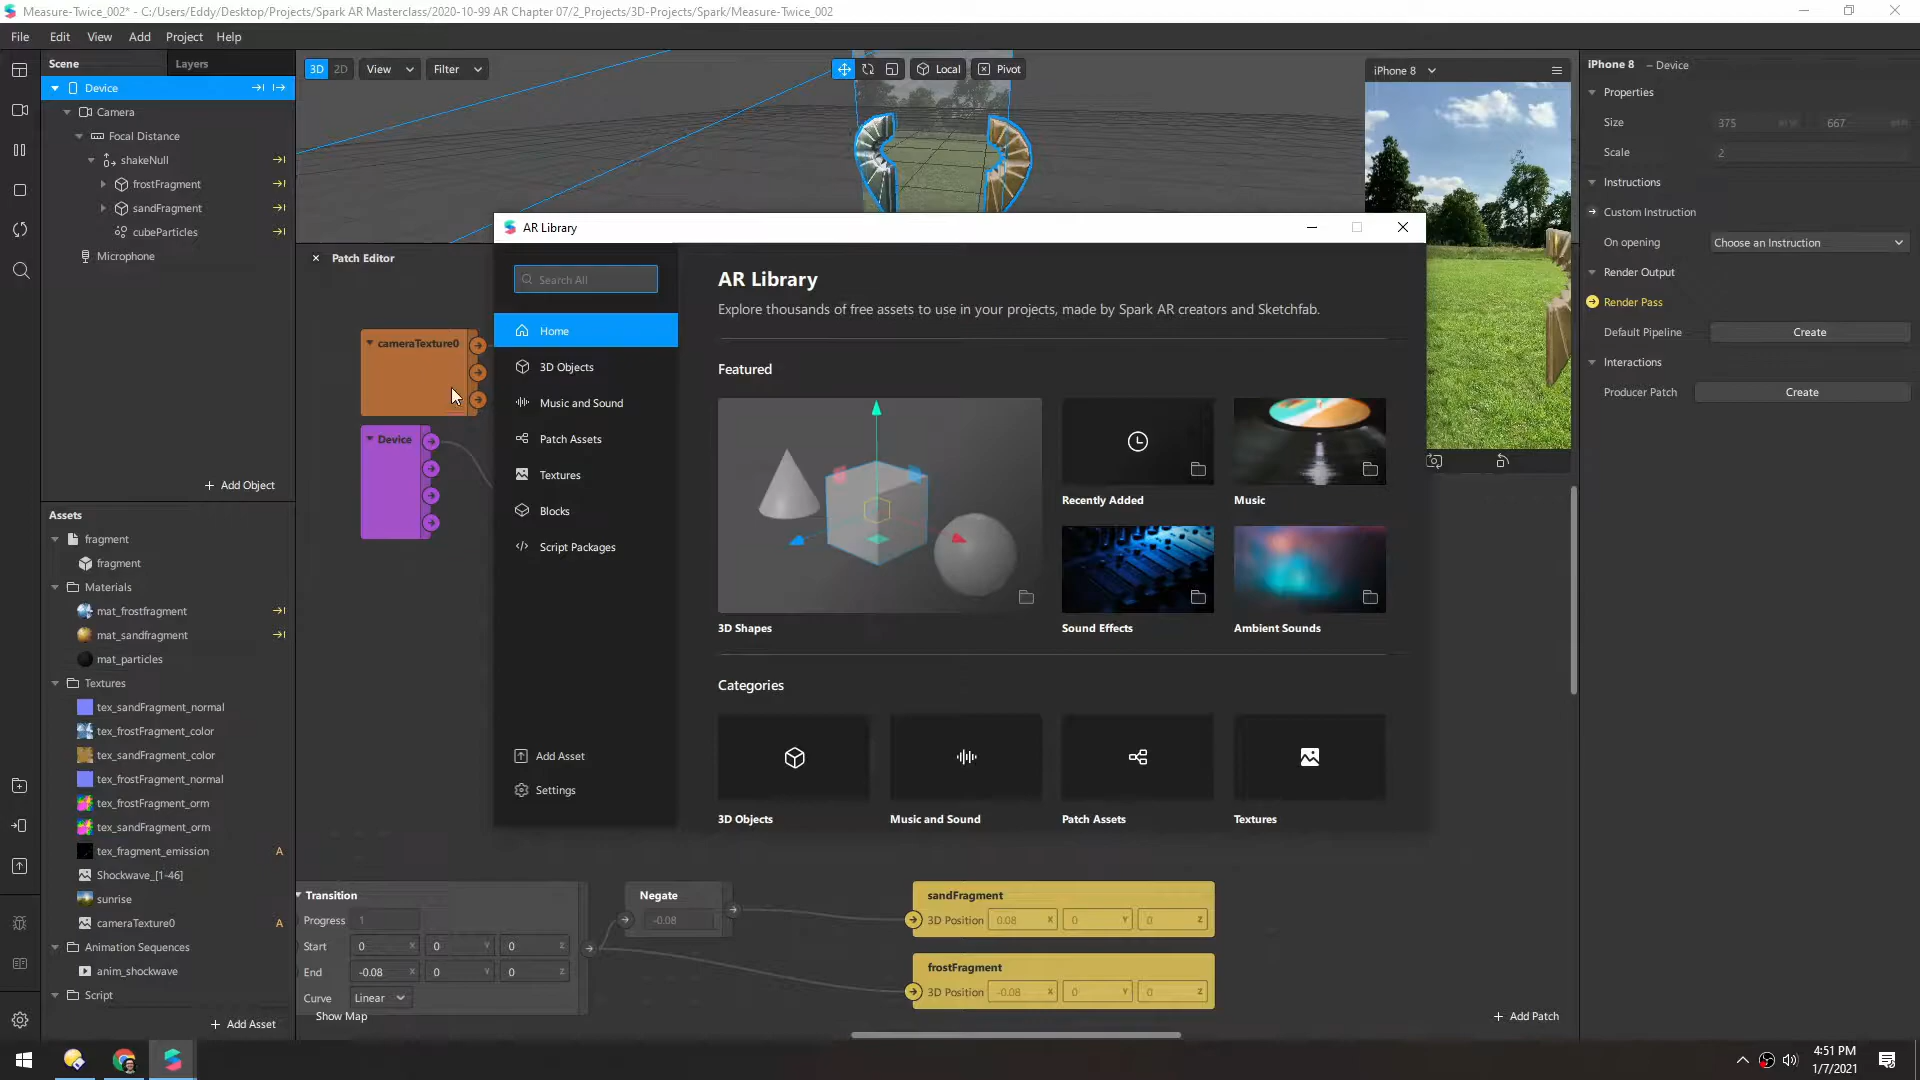 Measure-Twice_002* - C:/Users/Eddy/Desktop/Projects/Spark AR Masterclass/2020-10-99 AR Chapter 07/2_Projects/3D-Projects/Spark/Measure-Twice_002
File Edit View Add Project Help
Scene Layers
Device
Camera
Focal Distance
shakeNull
frostFragment
sandFragment
cubeParticles
Microphone
+ Add Object
Assets
fragment
fragment
Materials
mat_frostfragment
mat_sandfragment
mat_particles
Textures
tex_sandFragment_normal
tex_frostFragment_color
tex_sandFragment_color
tex_frostFragment_normal
tex_frostFragment_orm
tex_sandFragment_orm
tex_fragment_emission A
Shockwave_[1-46]
sunrise
cameraTexture0 A
Animation Sequences
anim_shockwave
Script
+ Add Asset
3D 2D View Filter
Local Pivot
Patch Editor
cameraTexture0
Device
AR Library
Search All
Home
3D Objects
Music and Sound
Patch Assets
Textures
Blocks
Script Packages
Add Asset
Settings
AR Library
Explore thousands of free assets to use in your projects, made by Spark AR creators and Sketchfab.
Featured
3D Shapes
Recently Added
Music
Sound Effects
Ambient Sounds
Categories
3D Objects
Music and Sound
Patch Assets
Textures
Transition
Progress 1
Start 0 X 0 Y 0 Z
End -0.08 X 0 Y 0 Z
Curve Linear
Show Map
Negate
-0.08
sandFragment
3D Position 0.08 X 0 Y 0 Z
frostFragment
3D Position -0.08 X 0 Y 0 Z
+ Add Patch
iPhone 8
iPhone 8 – Device
Properties
Size 375 667
Scale 2
Instructions
Custom Instruction
On opening Choose an Instruction
Render Output
Render Pass
Default Pipeline Create
Interactions
Producer Patch Create
4:51 PM
1/7/2021